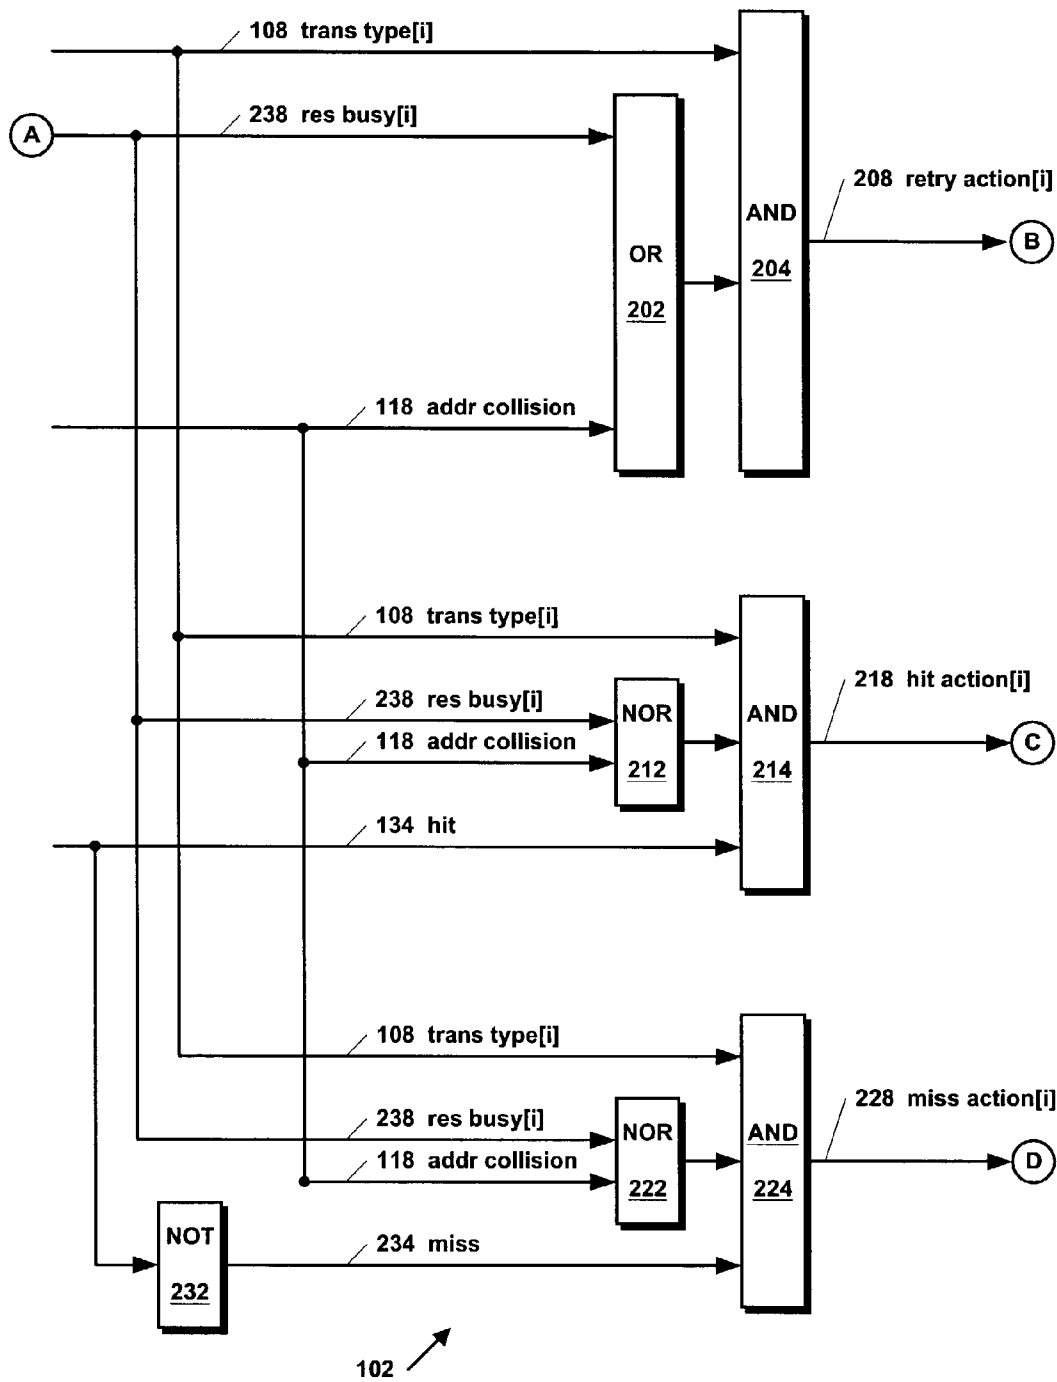 108 trans type[i]
A
238 res busy[i]
AND
204
208 retry action[i]
B
OR
202
118 addr collision
108 trans type[i]
238 res busy[i]
118 addr collision
NOR
212
AND
214
218 hit action[i]
C
134 hit
108 trans type[i]
238 res busy[i]
118 addr collision
NOR
222
AND
224
228 miss action[i]
D
NOT
232
234 miss
102